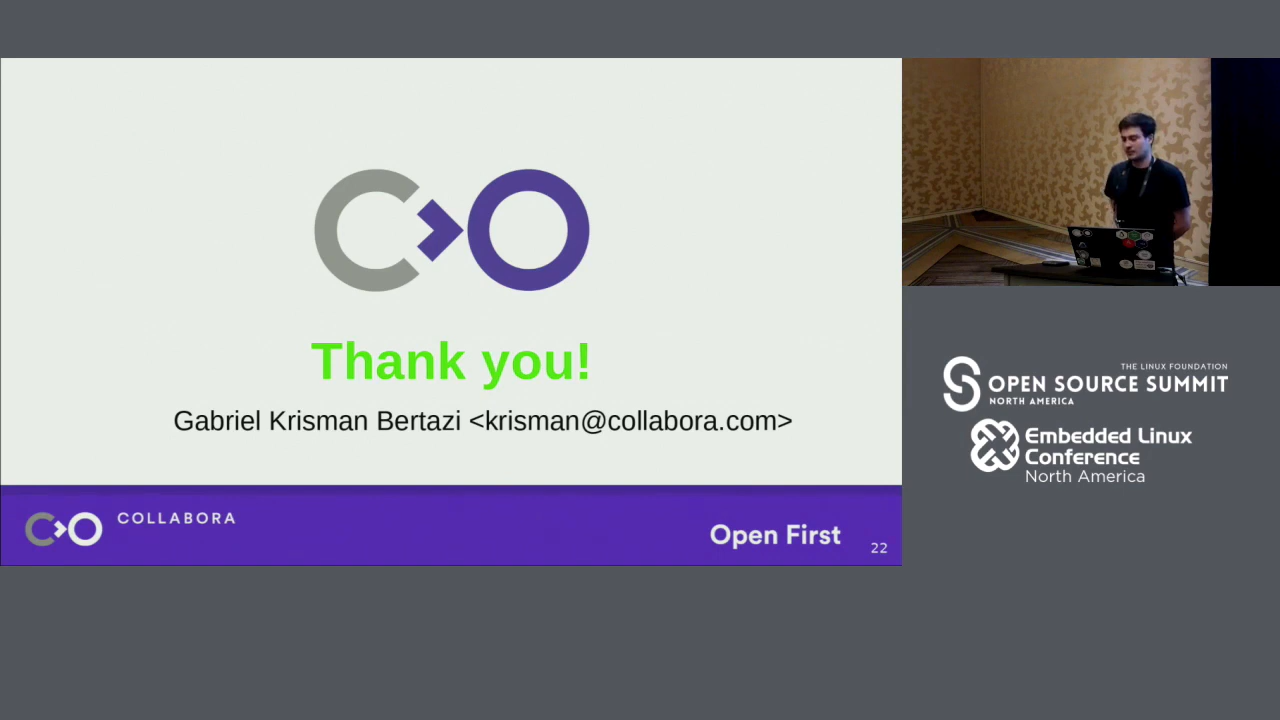 Thank you!
Gabriel Krisman Bertazi <krisman@collabora.com>
COLLABORA
Open First
22
THE LINUX FOUNDATION
OPEN SOURCE SUMMIT
NORTH AMERICA
Embedded Linux
Conference
North America